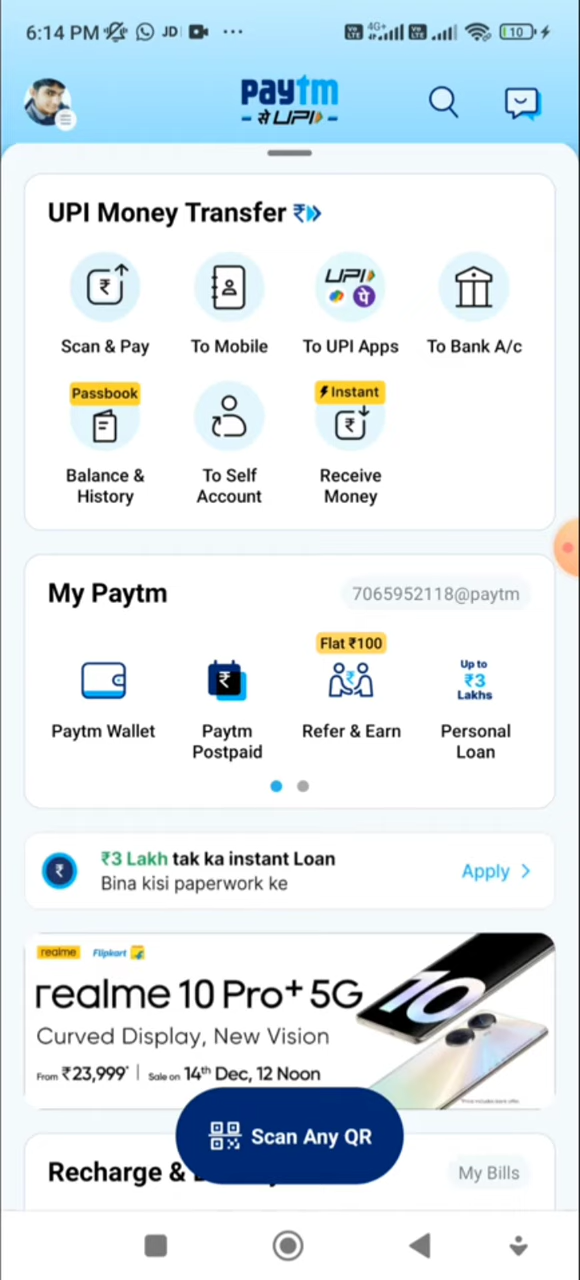 6:14 PM JD ...
4G+ 10
paytm
से UPI
UPI Money Transfer ₹
₹
UPI
पे
Scan & Pay
To Mobile
To UPI Apps
To Bank A/c
Passbook
Instant
₹
Balance &
History
To Self
Account
Receive
Money
My Paytm
7065952118@paytm
Flat ₹100
₹
Up to
₹3
Lakhs
Paytm Wallet
Paytm
Postpaid
Refer & Earn
Personal
Loan
₹
₹3 Lakh tak ka instant Loan
Bina kisi paperwork ke
Apply >
realme Flipkart
realme 10 Pro+ 5G
Curved Display, New Vision
From ₹23,999* | Sale on 14th Dec, 12 Noon
10
Scan Any QR
Recharge &
My Bills